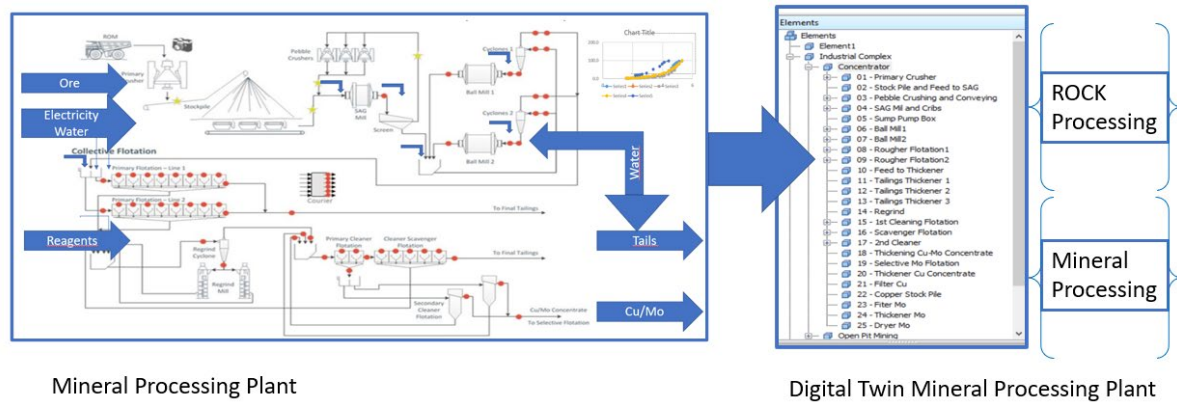 ROM
Ore
Primary
Crusher
Electricity
Water
Stockpile
Pebble
Crushers
SAG
Mill
Screen
Cyclones 1
Ball Mill 1
Cyclones 2
Ball Mill 2
Chart-Title
Water
Collective Flotation
Primary Flotation – Line 1
Primary Flotation – Line 2
Courier
To Final Tailings
Reagents
Regrind
Cyclone
Regrind
Mill
Primary Cleaner
Flotation
Cleaner Scavenger
Flotation
To Final Tailings
Tails
Secondary
Cleaner
Flotation
Cu/Mo Concentrate
To Selective Flotation
Cu/Mo
Mineral Processing Plant
Elements
Elements
Element1
Industrial Complex
Concentrator
01 - Primary Crusher
02 - Stock Pile and Feed to SAG
03 - Pebble Crushing and Conveying
04 - SAG Mil and Cribs
05 - Sump Pump Box
06 - Ball Mill1
07 - Ball Mill2
08 - Rougher Flotation1
09 - Rougher Flotation2
10 - Feed to Thickener
11 - Tailings Thickener 1
12 - Tailings Thickener 2
13 - Tailings Thickener 3
14 - Regrind
15 - 1st Cleaning Flotation
16 - Scavenger Flotation
17 - 2nd Cleaner
18 - Thickening Cu-Mo Concentrate
19 - Selective Mo Flotation
20 - Thickener Cu Concentrate
21 - Filter Cu
22 - Copper Stock Pile
23 - Fiter Mo
24 - Thickener Mo
25 - Dryer Mo
Open Pit Mining
ROCK
Processing
Mineral
Processing
Digital Twin Mineral Processing Plant